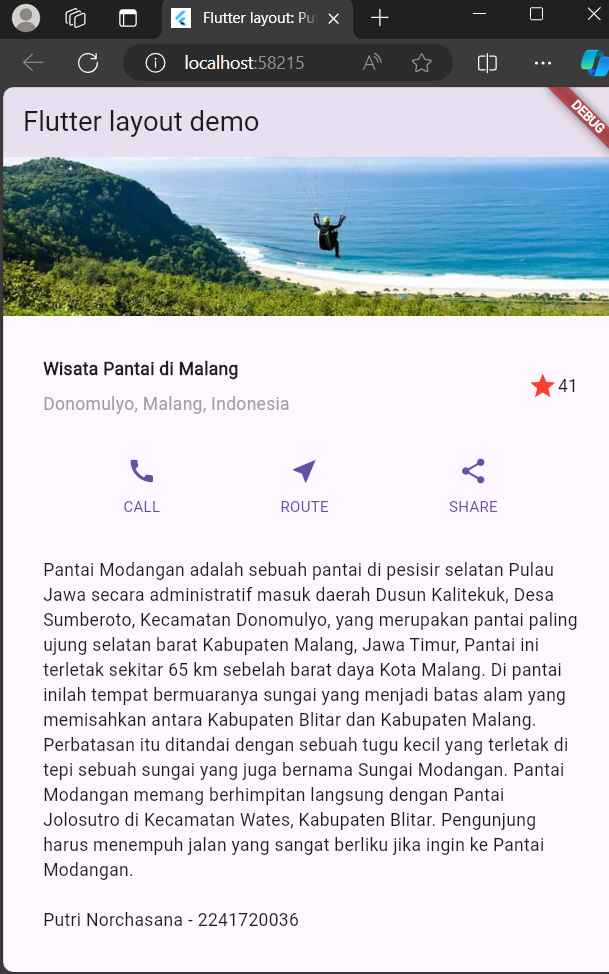 Flutter layout: Pu
localhost:58215
Flutter layout demo
DEBUG
Wisata Pantai di Malang
Donomulyo, Malang, Indonesia
41
CALL
ROUTE
SHARE
Pantai Modangan adalah sebuah pantai di pesisir selatan Pulau
Jawa secara administratif masuk daerah Dusun Kalitekuk, Desa
Sumberoto, Kecamatan Donomulyo, yang merupakan pantai paling
ujung selatan barat Kabupaten Malang, Jawa Timur, Pantai ini
terletak sekitar 65 km sebelah barat daya Kota Malang. Di pantai
inilah tempat bermuaranya sungai yang menjadi batas alam yang
memisahkan antara Kabupaten Blitar dan Kabupaten Malang.
Perbatasan itu ditandai dengan sebuah tugu kecil yang terletak di
tepi sebuah sungai yang juga bernama Sungai Modangan. Pantai
Modangan memang berhimpitan langsung dengan Pantai
Jolosutro di Kecamatan Wates, Kabupaten Blitar. Pengunjung
harus menempuh jalan yang sangat berliku jika ingin ke Pantai
Modangan.
Putri Norchasana - 2241720036